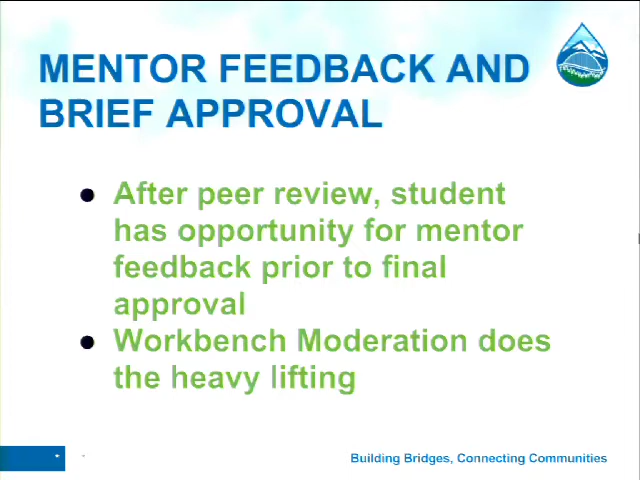 MENTOR FEEDBACK AND
BRIEF APPROVAL
● After peer review, student
has opportunity for mentor
feedback prior to final
approval
● Workbench Moderation does
the heavy lifting
Building Bridges, Connecting Communities